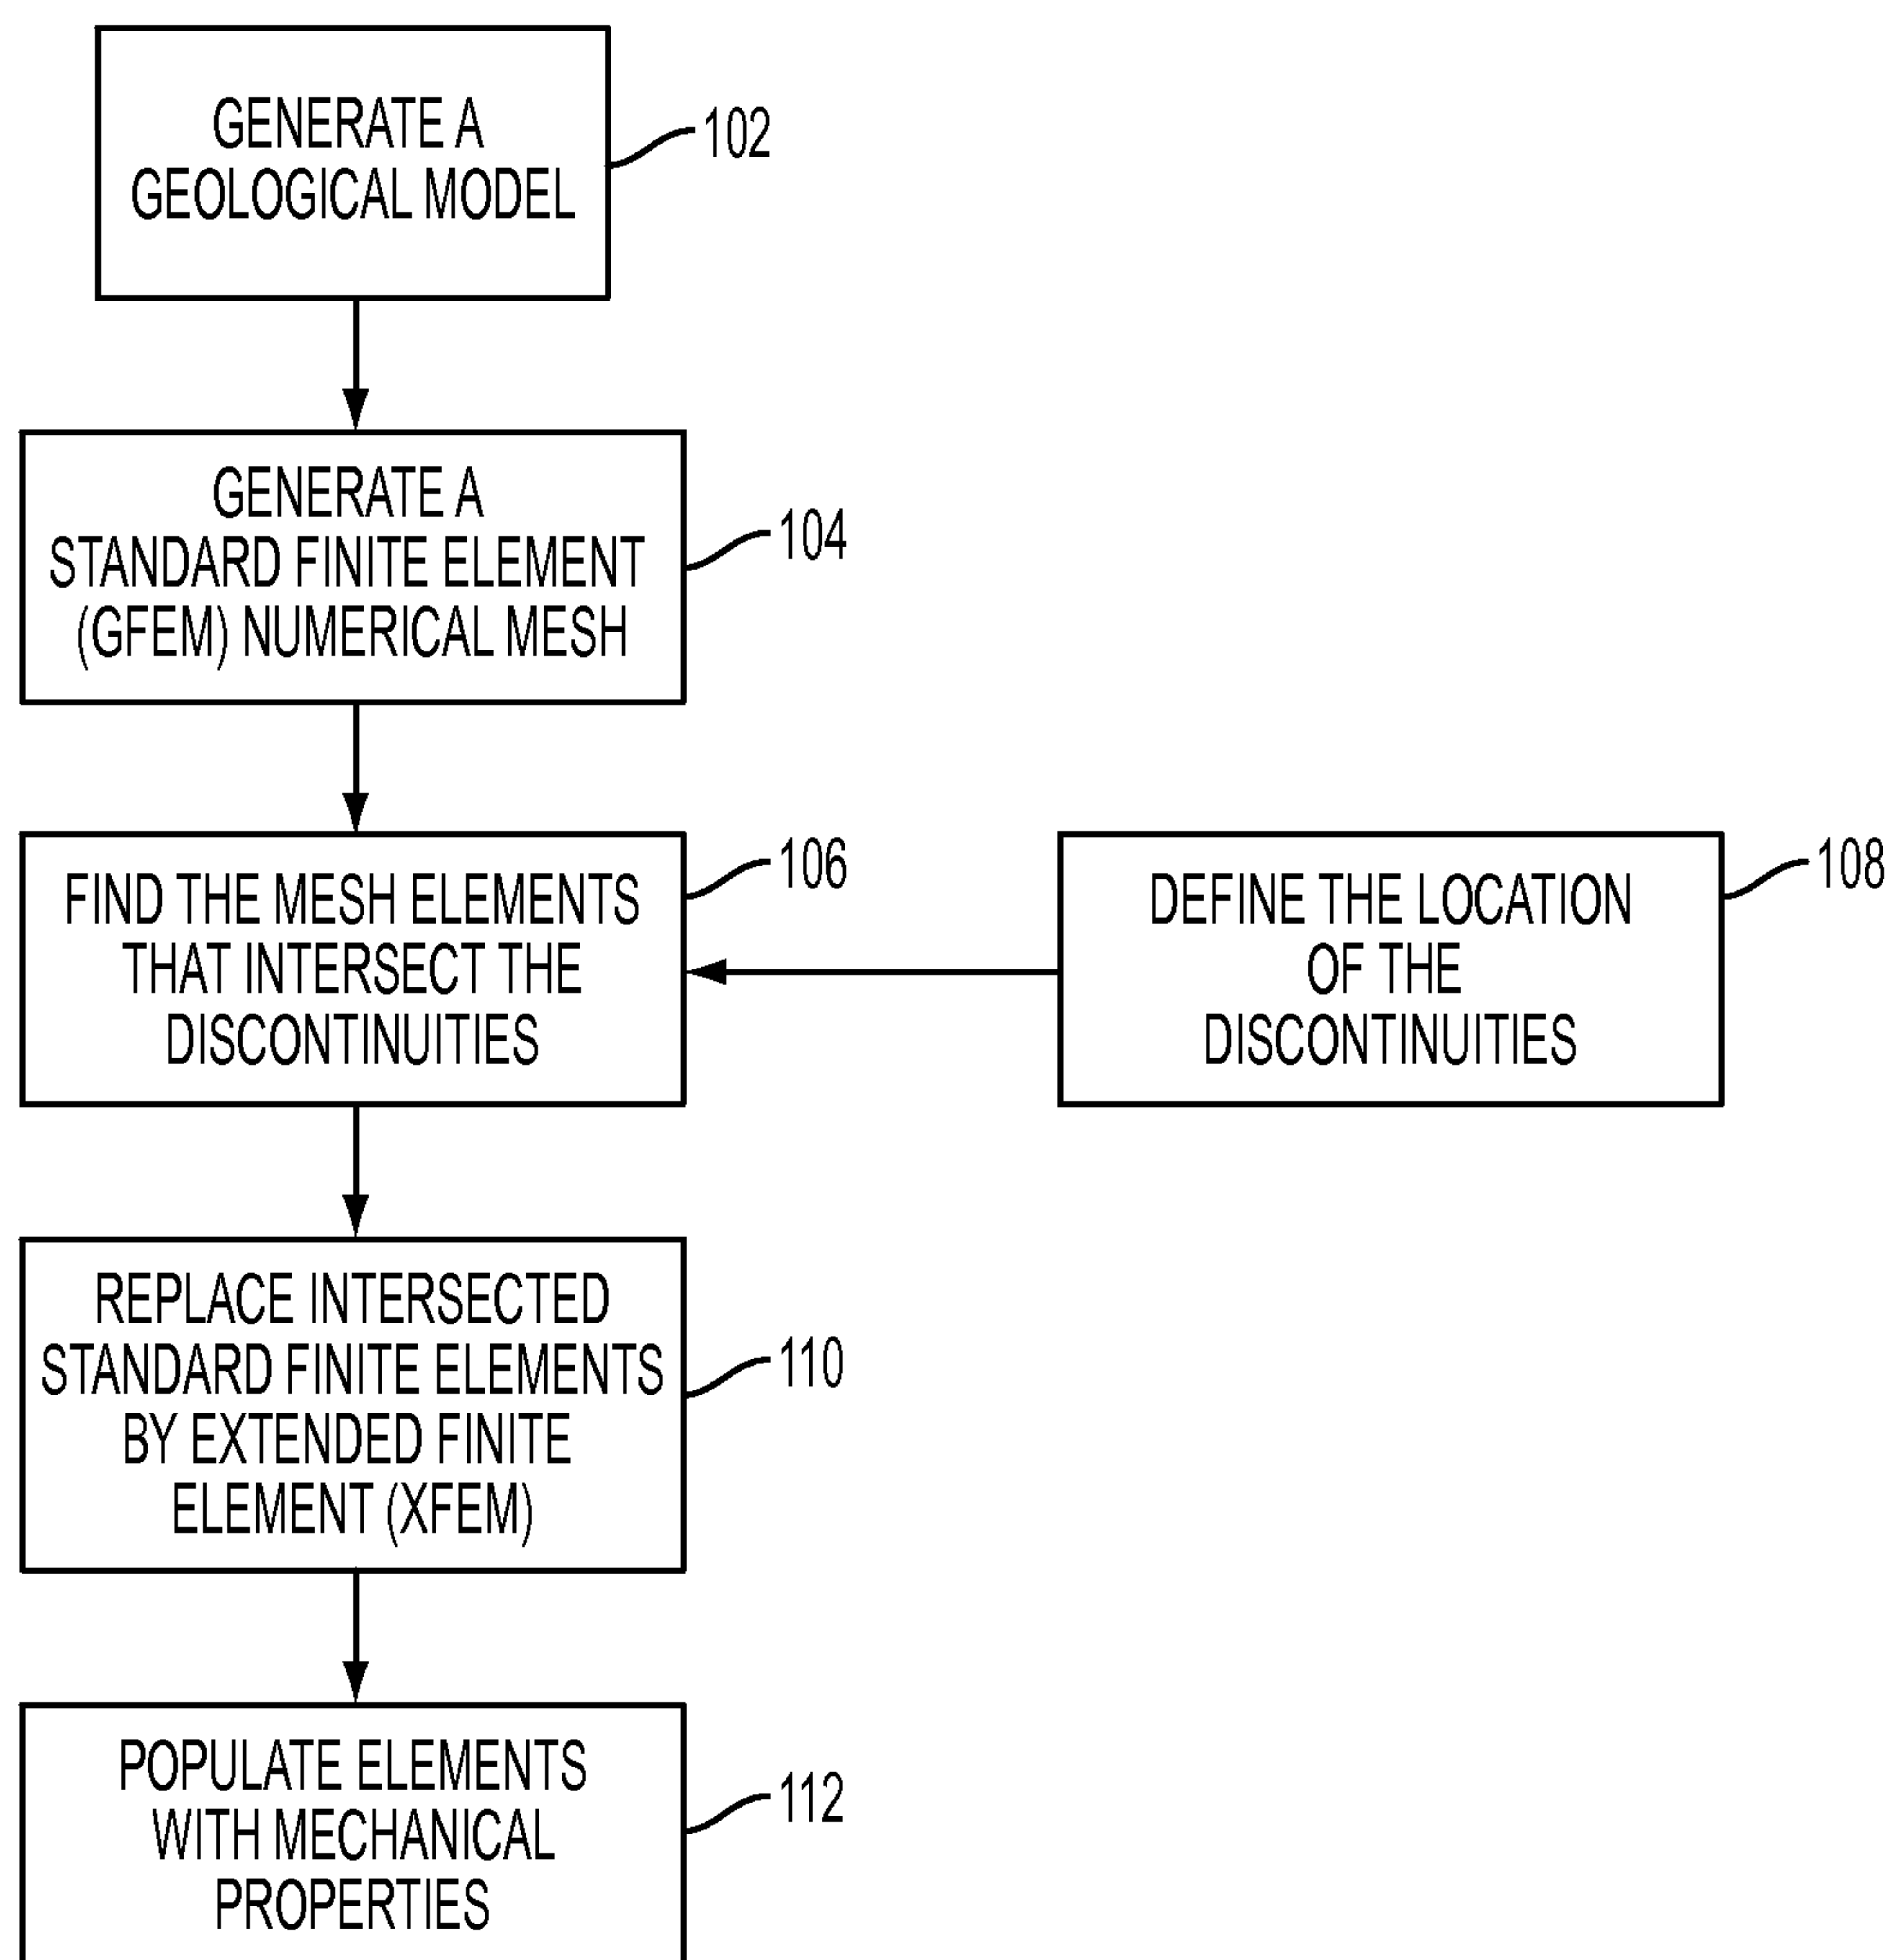 GENERATE A
GEOLOGICAL MODEL
102
GENERATE A
STANDARD FINITE ELEMENT
(GFEM) NUMERICAL MESH
104
FIND THE MESH ELEMENTS
THAT INTERSECT THE
DISCONTINUITIES
106
DEFINE THE LOCATION
OF THE
DISCONTINUITIES
108
REPLACE INTERSECTED
STANDARD FINITE ELEMENTS
BY EXTENDED FINITE
ELEMENT (XFEM)
110
POPULATE ELEMENTS
WITH MECHANICAL
PROPERTIES
112